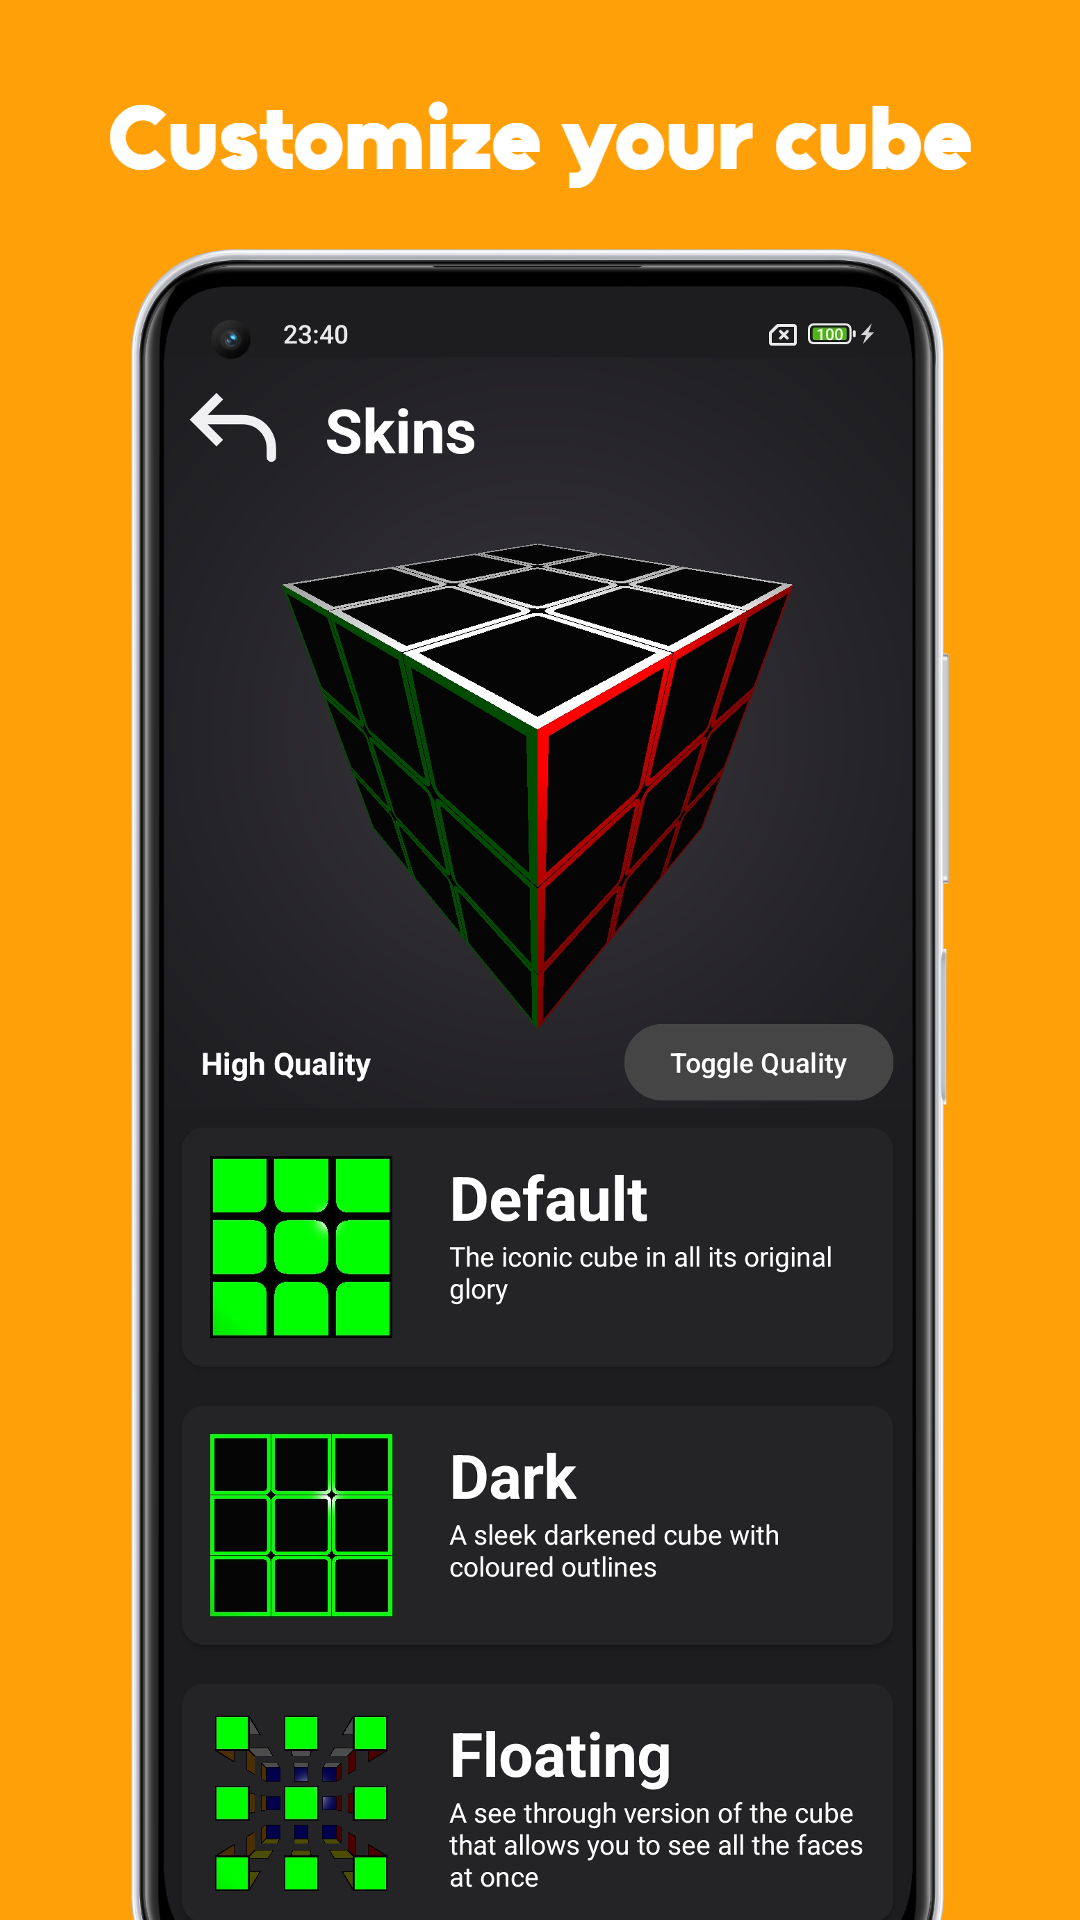 Customize your cube
23:40
100
Skins
High Quality
Toggle Quality
Default
The iconic cube in all its original
glory
Dark
A sleek darkened cube with
coloured outlines
Floating
A see through version of the cube
that allows you to see all the faces
at once